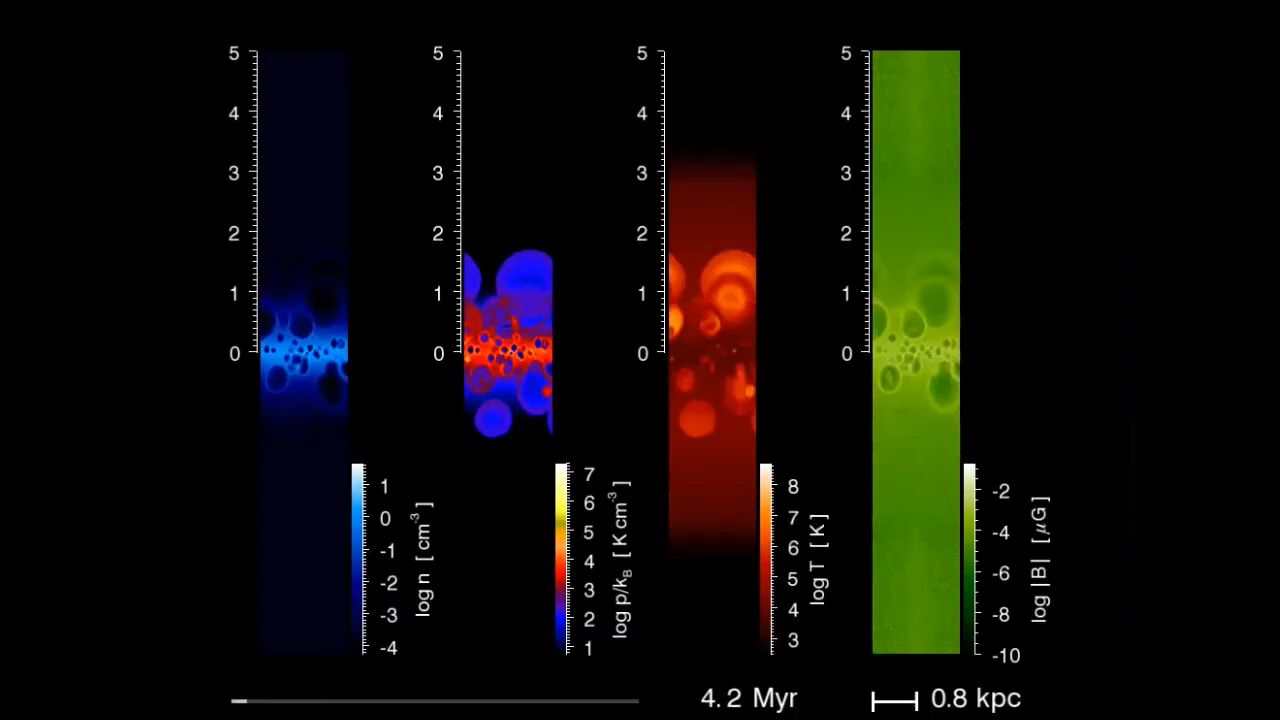 5 5 5 5
4 4 4 4
3 3 3 3
2 2 2 2
1 1 1 1
0 0 0 0
1
0
-1
-2
-3
-4
log n [ cm⁻³ ]
7
6
5
4
3
2
1
log p/k_B [ K cm⁻³ ]
8
7
6
5
4
3
log T [ K ]
-2
-4
-6
-8
-10
log |B| [ μG ]
4.2 Myr
0.8 kpc